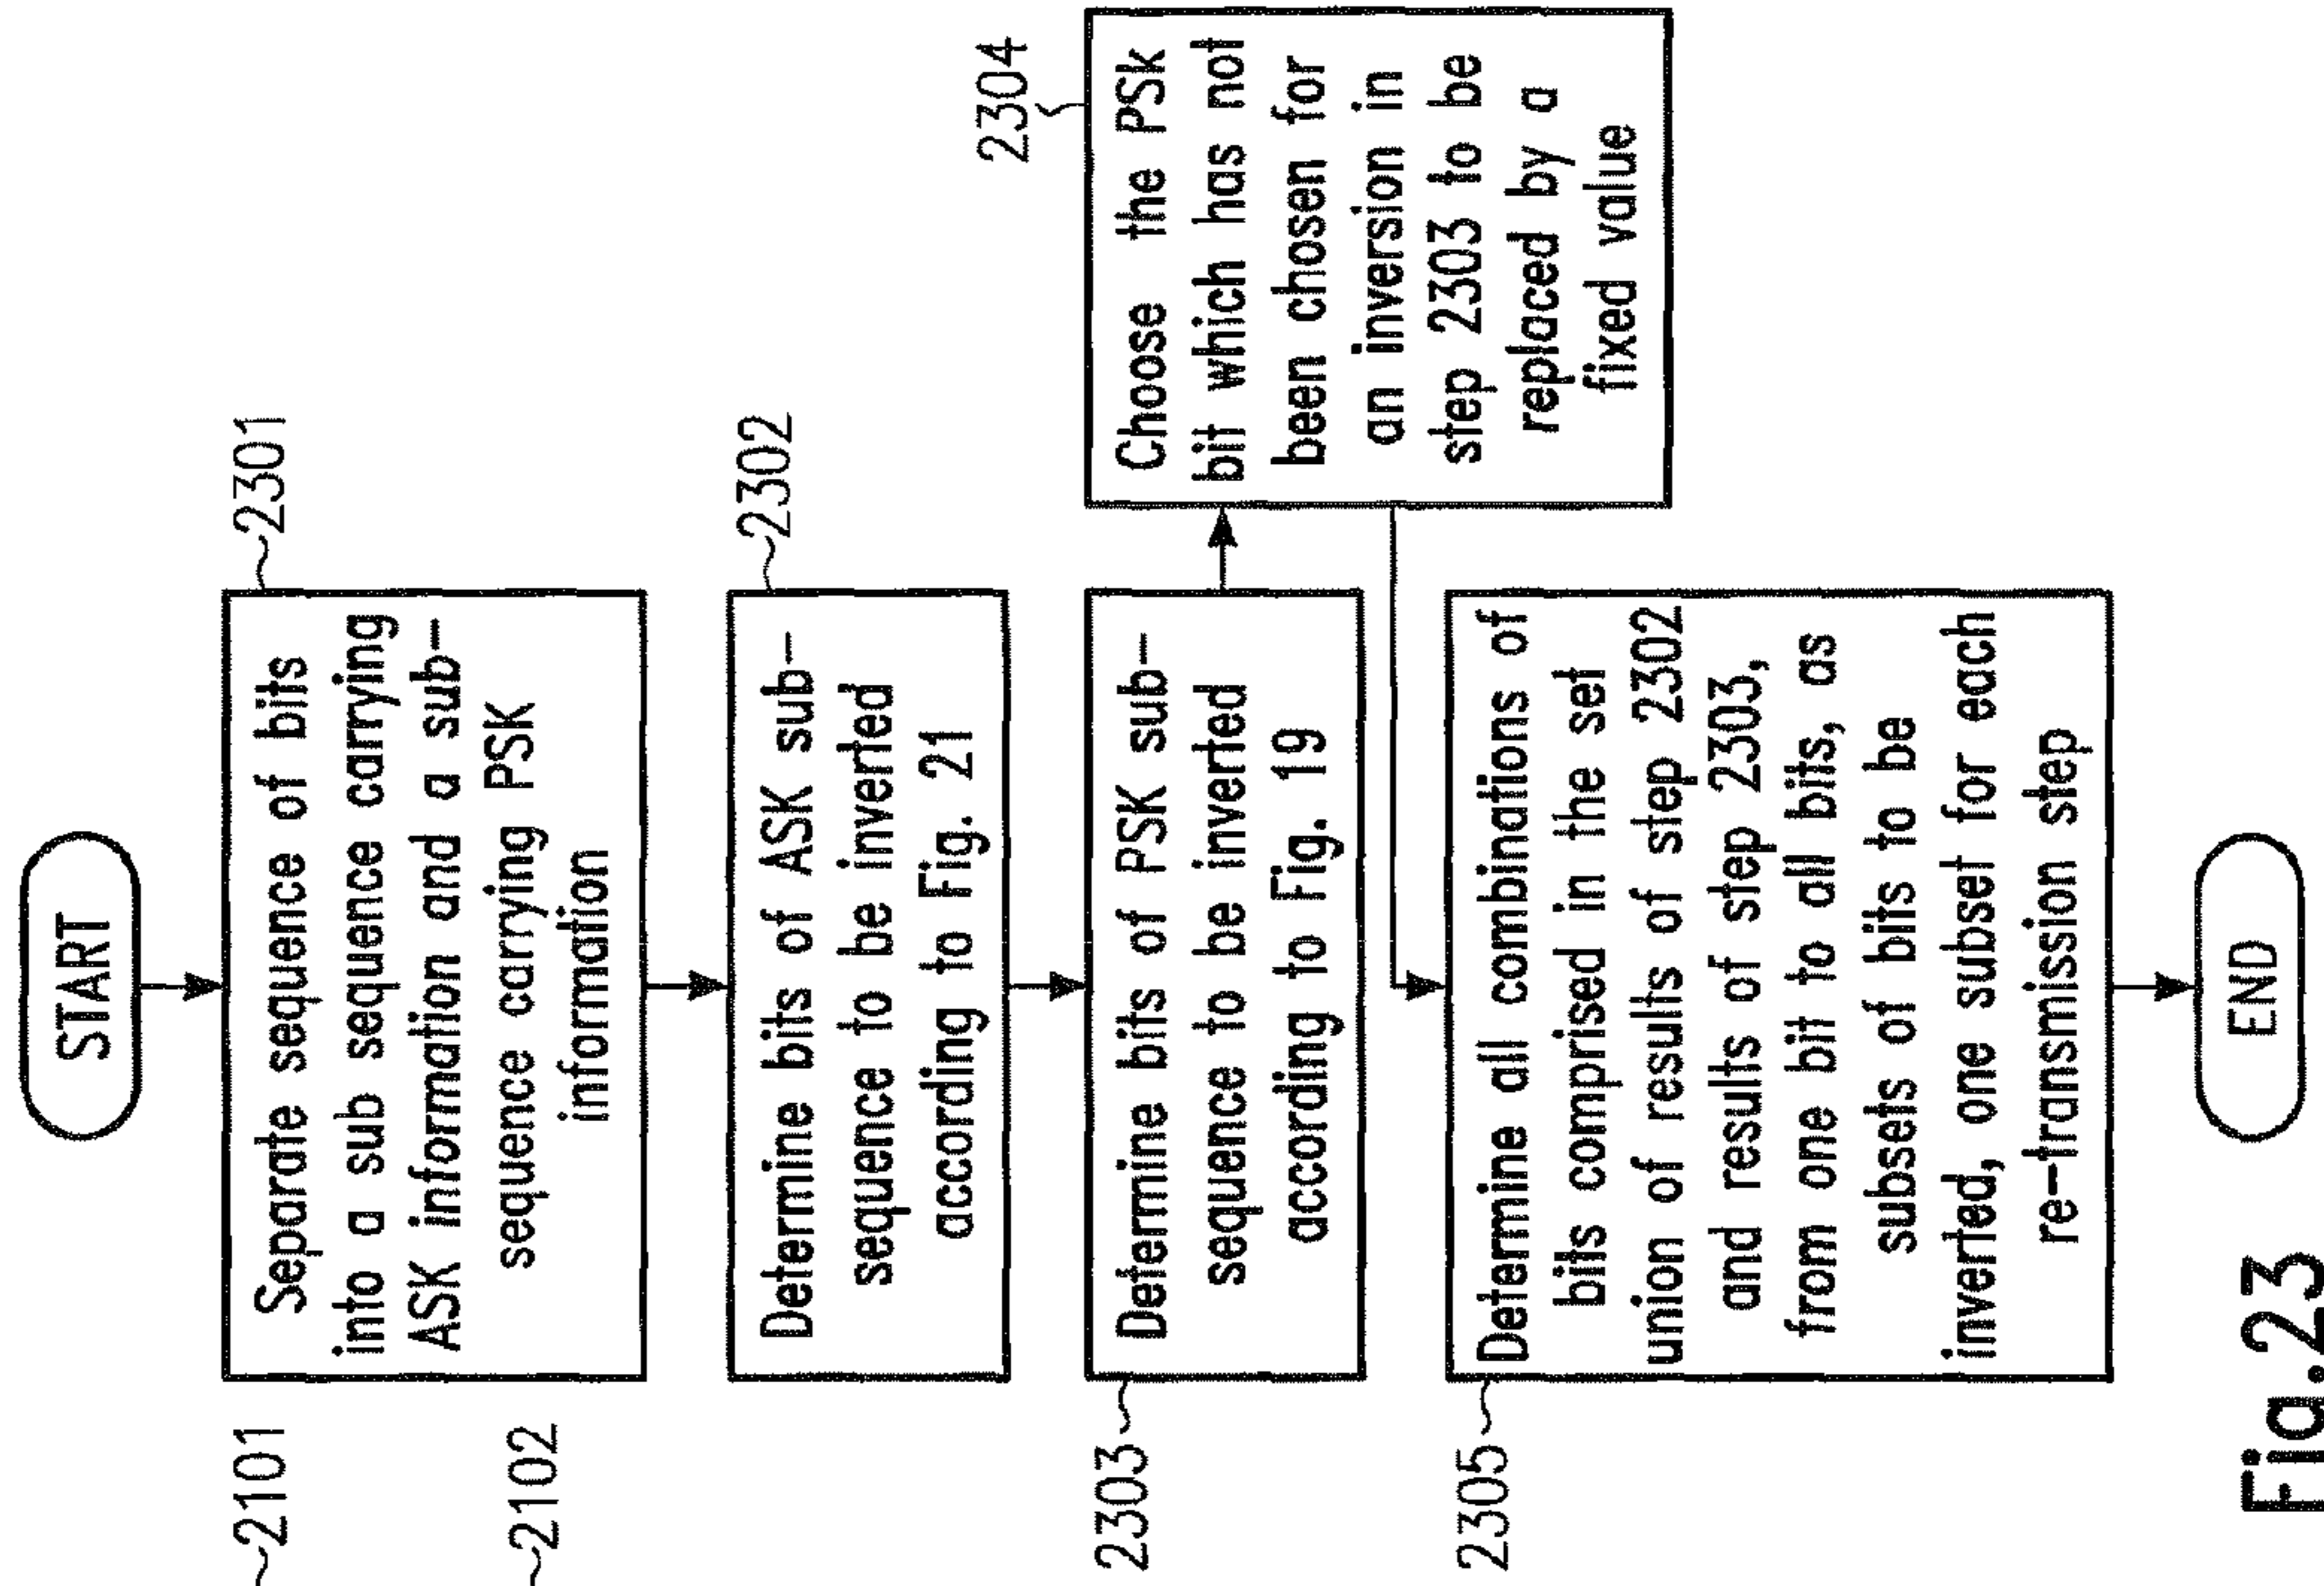 START
2301
Separate sequence of bits
into a sub sequence carrying
ASK information and a sub-
sequence carrying PSK
information
2101
2102
2302
Determine bits of ASK sub-
sequence to be inverted
according to Fig. 21
2303
Determine bits of PSK sub-
sequence to be inverted
according to Fig. 19
2304
Choose the PSk
bit which has not
been chosen for
an inversion in
step 2303 to be
replaced by a
fixed value
2305
Determine all combinations of
bits comprised in the set
union of results of step 2302
and results of step 2303,
from one bit to all bits, as
subsets of bits to be
inverted, one subset for each
re-transmission step
END
Fig.23